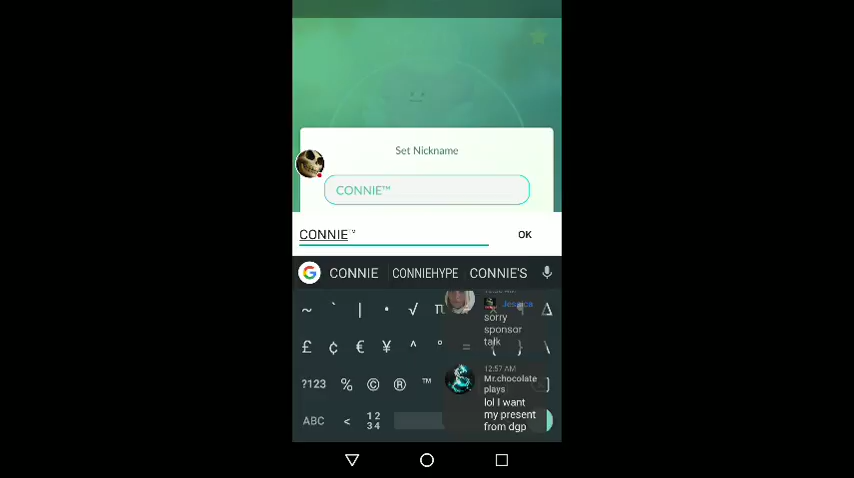 Set Nickname
CONNIE™
CONNIE
OK
CONNIE CONNIEHYPE CONNIE'S
~ ` | • √ π ¶ Δ
Jessica
sorry
sponsor
talk
£ ¢ € ¥ ^ ° = { } \
12:57 AM
Mr.chocolate
plays
lol I want
my present
from dgp
?123 % © ® ™ ]
ABC < 1 2
3 4